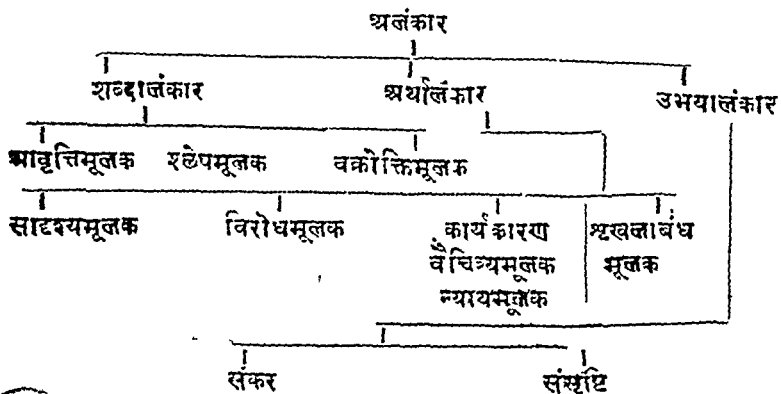 अलंकार
शब्दालंकार अर्थालंकार उभयालंकार
आवृत्तिमूलक श्लेषमूलक वक्रोक्तिमूलक
सादृश्यमूलक विरोधमूलक कार्यकारण शृखलाबंध
वैचित्र्यमूलक मूलक
न्यायमूलक
संकर संसृष्टि